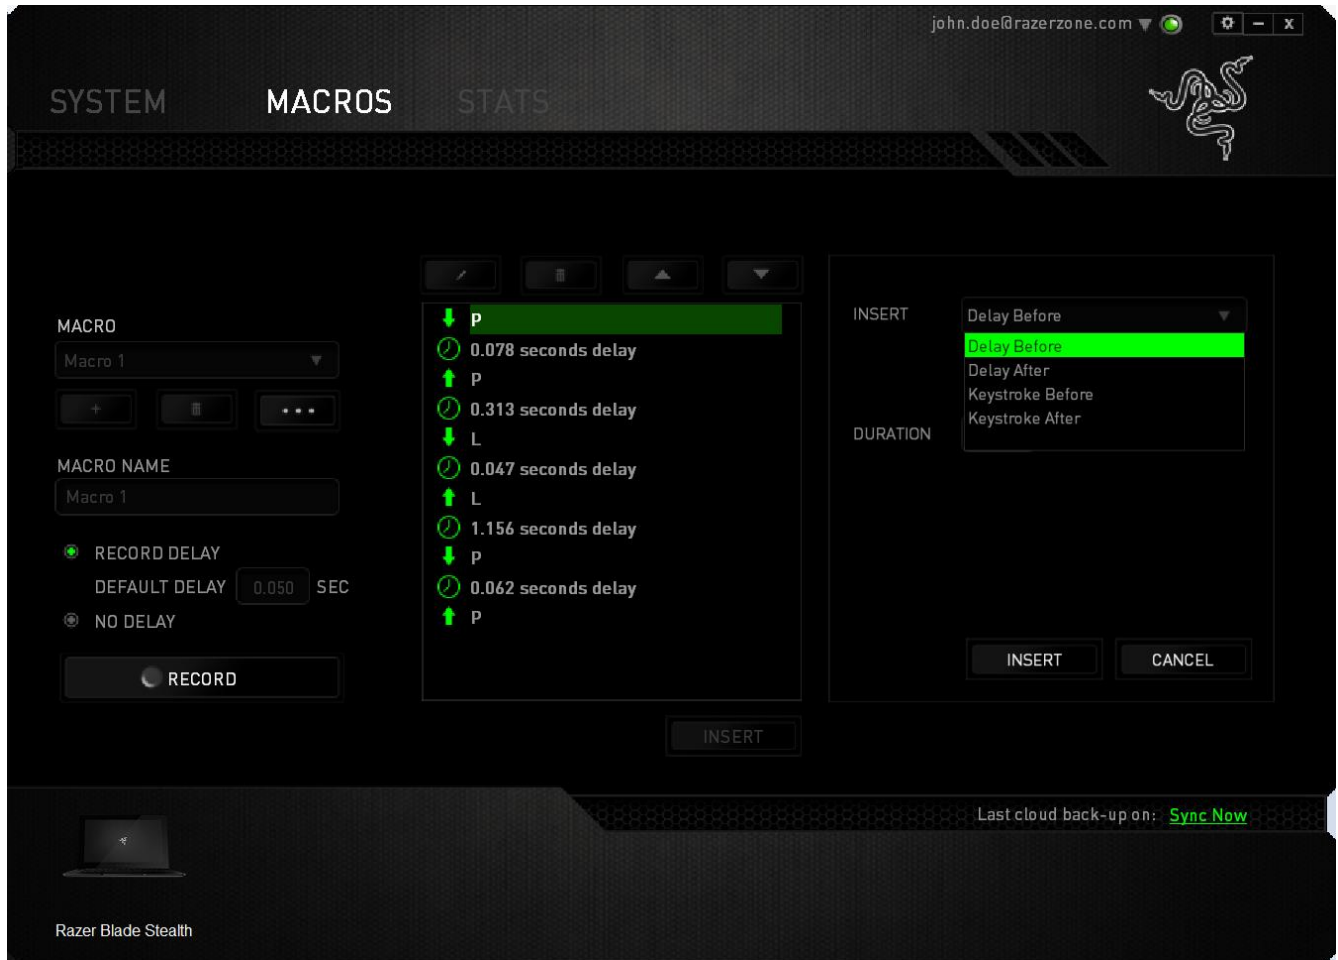 john.doe@razerzone.com
SYSTEM MACROS STATS
MACRO
Macro 1
MACRO NAME
Macro 1
RECORD DELAY
DEFAULT DELAY 0.050 SEC
NO DELAY
RECORD
P
0.078 seconds delay
P
0.313 seconds delay
L
0.047 seconds delay
L
1.156 seconds delay
P
0.062 seconds delay
P
INSERT
INSERT Delay Before
Delay Before
Delay After
Keystroke Before
Keystroke After
DURATION
INSERT CANCEL
Last cloud back-up on: Sync Now
Razer Blade Stealth